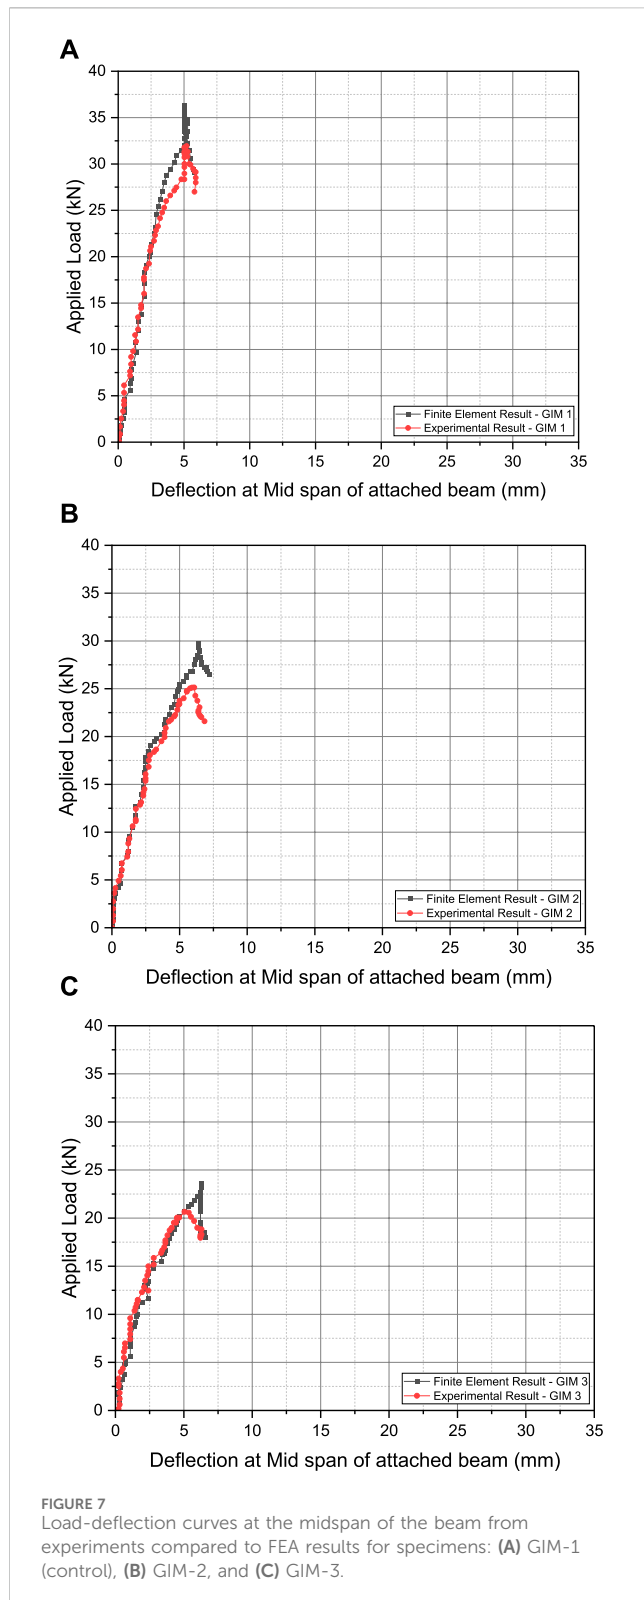 A
40
35
30
25
20
15
10
5
0
Applied Load (kN)
Finite Element Result - GIM 1
Experimental Result - GIM 1
0 5 10 15 20 25 30 35
Deflection at Mid span of attached beam (mm)
B
40
35
30
25
20
15
10
5
0
Applied Load (kN)
Finite Element Result - GIM 2
Experimental Result - GIM 2
0 5 10 15 20 25 30 35
Deflection at Mid span of attached beam (mm)
C
40
35
30
25
20
15
10
5
0
Applied Load (kN)
Finite Element Result - GIM 3
Experimental Result - GIM 3
0 5 10 15 20 25 30 35
Deflection at Mid span of attached beam (mm)
FIGURE 7
Load-deflection curves at the midspan of the beam from
experiments compared to FEA results for specimens: (A) GIM-1
(control), (B) GIM-2, and (C) GIM-3.